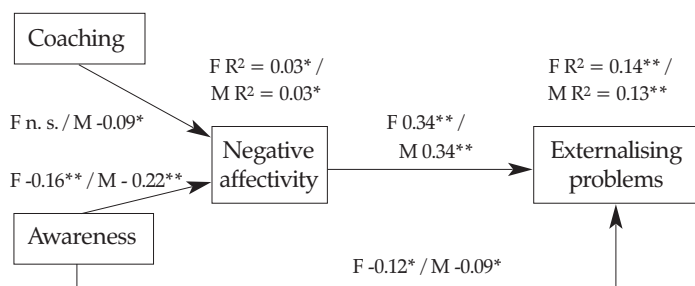 Coaching
F R² = 0.03* /
M R² = 0.03*
F R² = 0.14** /
M R² = 0.13**
F n. s. / M -0.09*
F 0.34** /
M 0.34**
Negative
affectivity
Externalising
problems
F -0.16** / M - 0.22**
Awareness
F -0.12* / M -0.09*